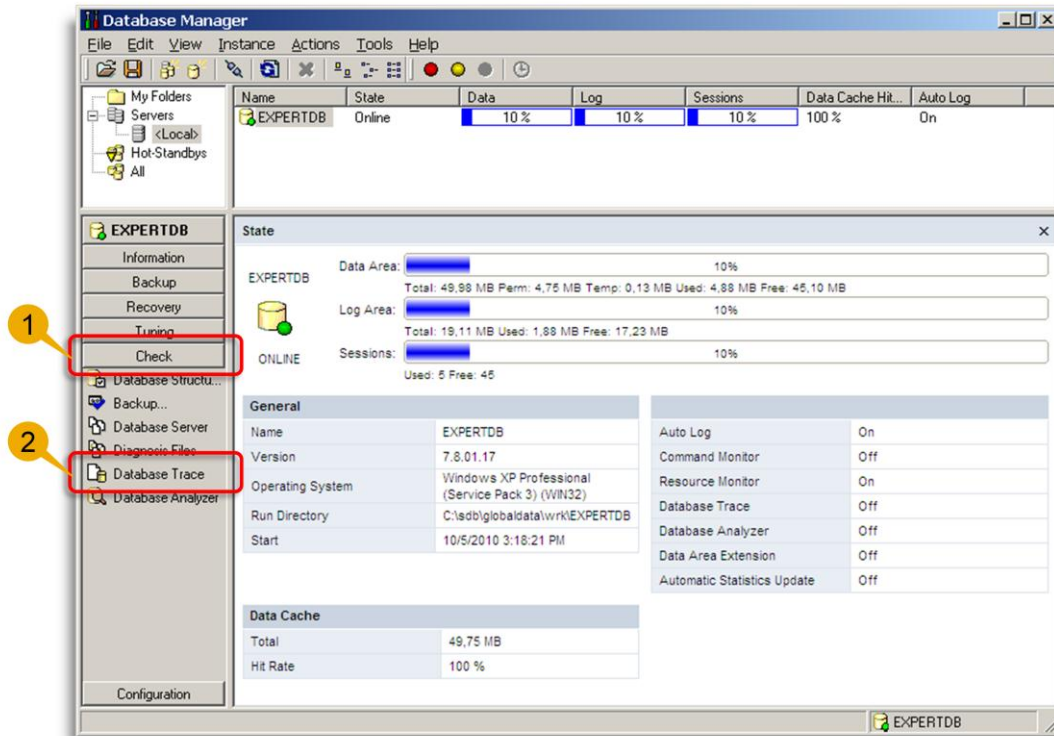 Database Manager
File Edit View Instance Actions Tools Help
My Folders
Servers
<Local>
Hot-Standbys
All
Name State Data Log Sessions Data Cache Hit... Auto Log
EXPERTDB Online 10 % 10 % 10 % 100 % On
EXPERTDB
Information
Backup
Recovery
Tuning
1
Check
Database Structu...
Backup...
Database Server
2
Diagnosis Files
Database Trace
Database Analyzer
Configuration
State
EXPERTDB
ONLINE
Data Area: 10%
Total: 49,98 MB Perm: 4,75 MB Temp: 0,13 MB Used: 4,88 MB Free: 45,10 MB
Log Area: 10%
Total: 19,11 MB Used: 1,88 MB Free: 17,23 MB
Sessions: 10%
Used: 5 Free: 45
General
Name EXPERTDB
Version 7.8.01.17
Operating System Windows XP Professional
(Service Pack 3) (WIN32)
Run Directory C:\sdb\globaldata\wrk\EXPERTDB
Start 10/5/2010 3:18:21 PM
Auto Log On
Command Monitor Off
Resource Monitor On
Database Trace Off
Database Analyzer Off
Data Area Extension Off
Automatic Statistics Update Off
Data Cache
Total 49,75 MB
Hit Rate 100 %
EXPERTDB